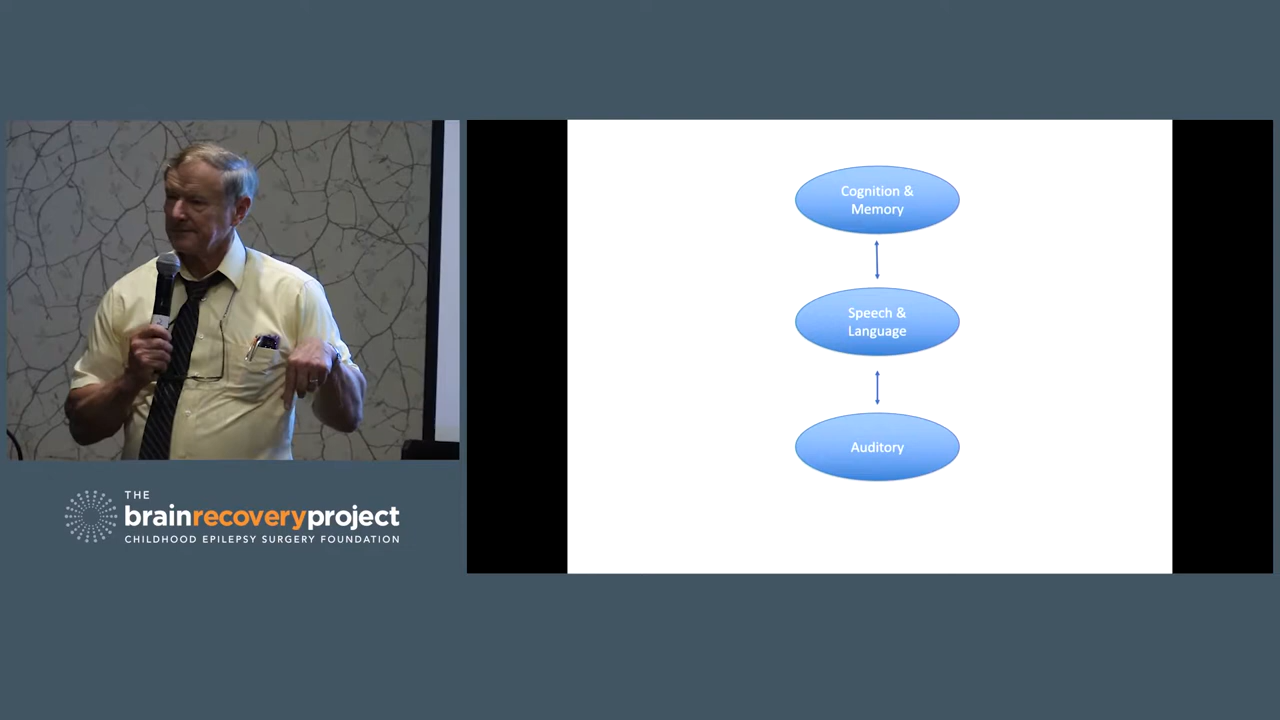 Cognition &
Memory
Speech &
Language
Auditory
THE
brainrecoveryproject
CHILDHOOD EPILEPSY SURGERY FOUNDATION